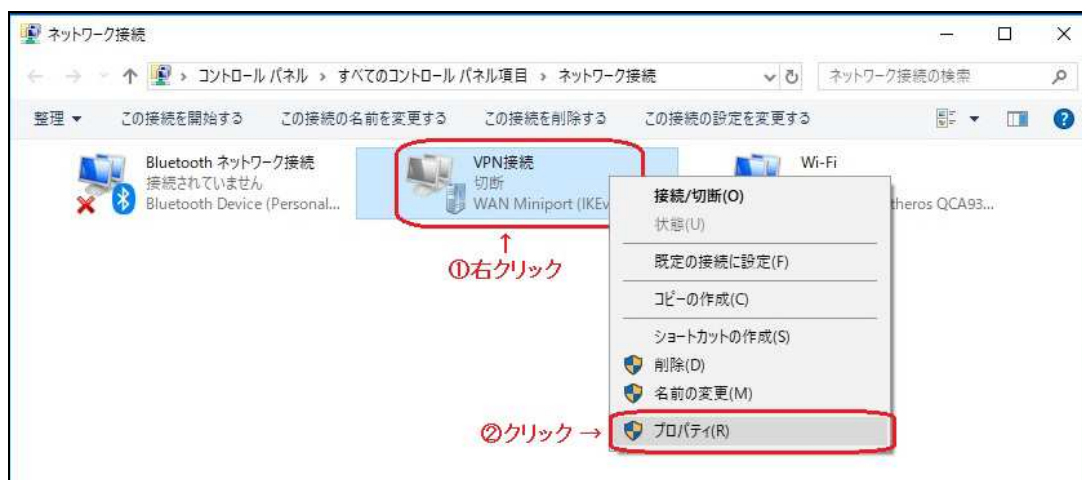 ネットワーク接続
コントロール パネル › すべてのコントロール パネル項目 › ネットワーク接続
ネットワーク接続の検索
整理 この接続を開始する この接続の名前を変更する この接続を削除する この接続の設定を変更する
Bluetooth ネットワーク接続
接続されていません
Bluetooth Device (Personal...
VPN接続
切断
WAN Miniport (IKEv
Wi-Fi
theros QCA93...
接続/切断(O)
状態(U)
既定の接続に設定(F)
コピーの作成(C)
ショートカットの作成(S)
削除(D)
名前の変更(M)
プロパティ(R)
↑
①右クリック
②クリック →